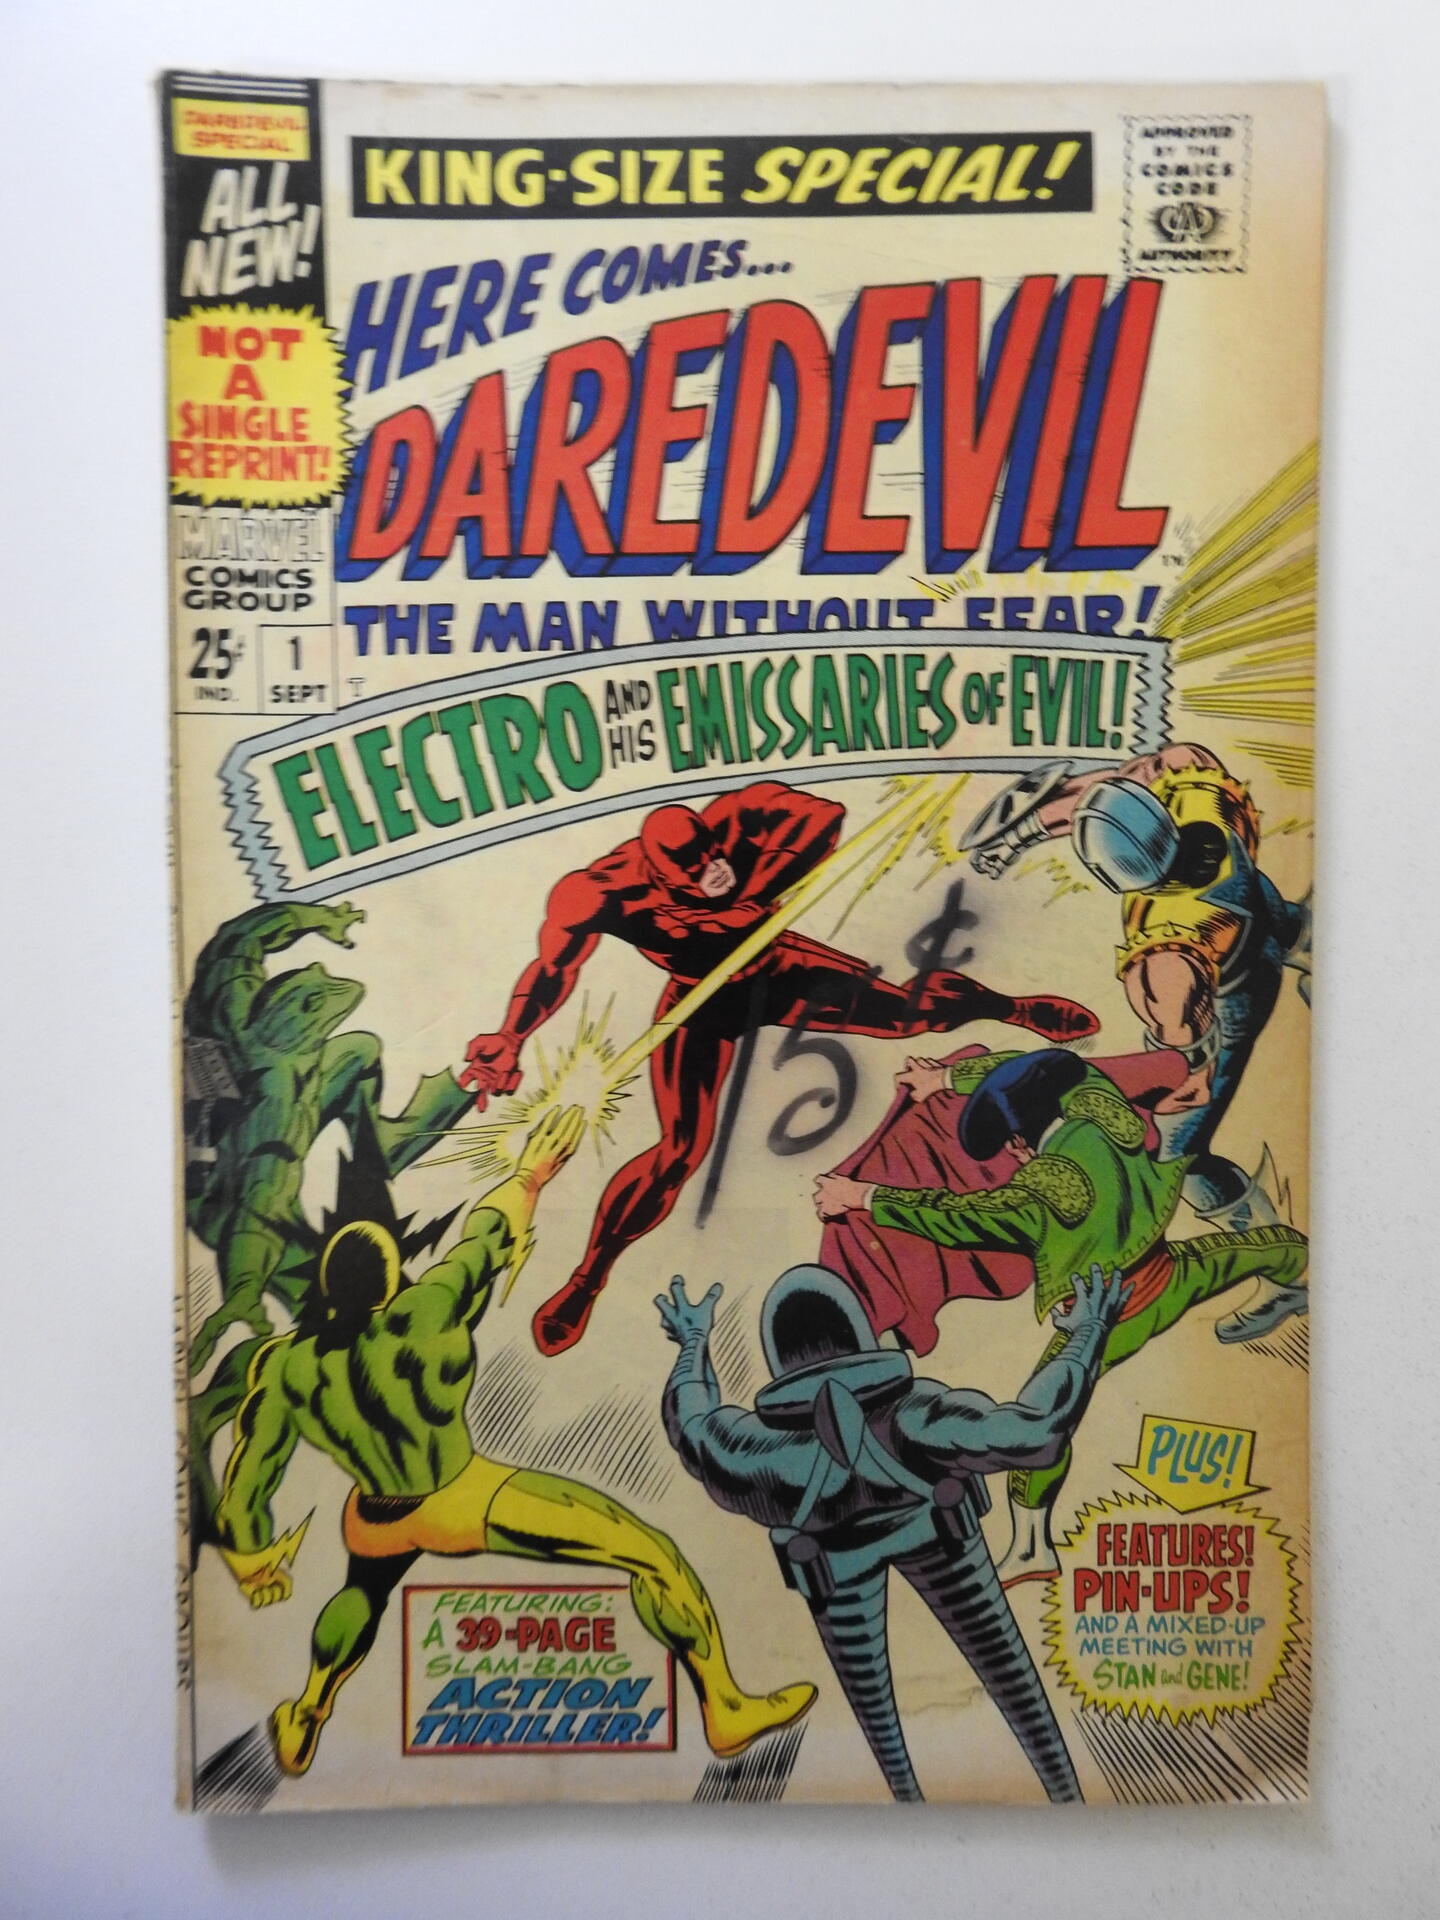 DAREDEVIL
SPECIAL
ALL
NEW!
NOT
A
SINGLE
REPRINT!
MARVEL
COMICS
GROUP
25¢
IND.
1
SEPT
KING-SIZE SPECIAL!
APPROVED
BY THE
COMICS
CODE
CA
AUTHORITY
HERE COMES...
DAREDEVIL
TM
THE MAN WITHOUT FEAR!
ELECTRO AND HIS EMISSARIES OF EVIL!
15¢
FEATURING:
A 39-PAGE
SLAM-BANG
ACTION
THRILLER!
PLUS!
FEATURES!
PIN-UPS!
AND A MIXED-UP
MEETING WITH
STAN and GENE!